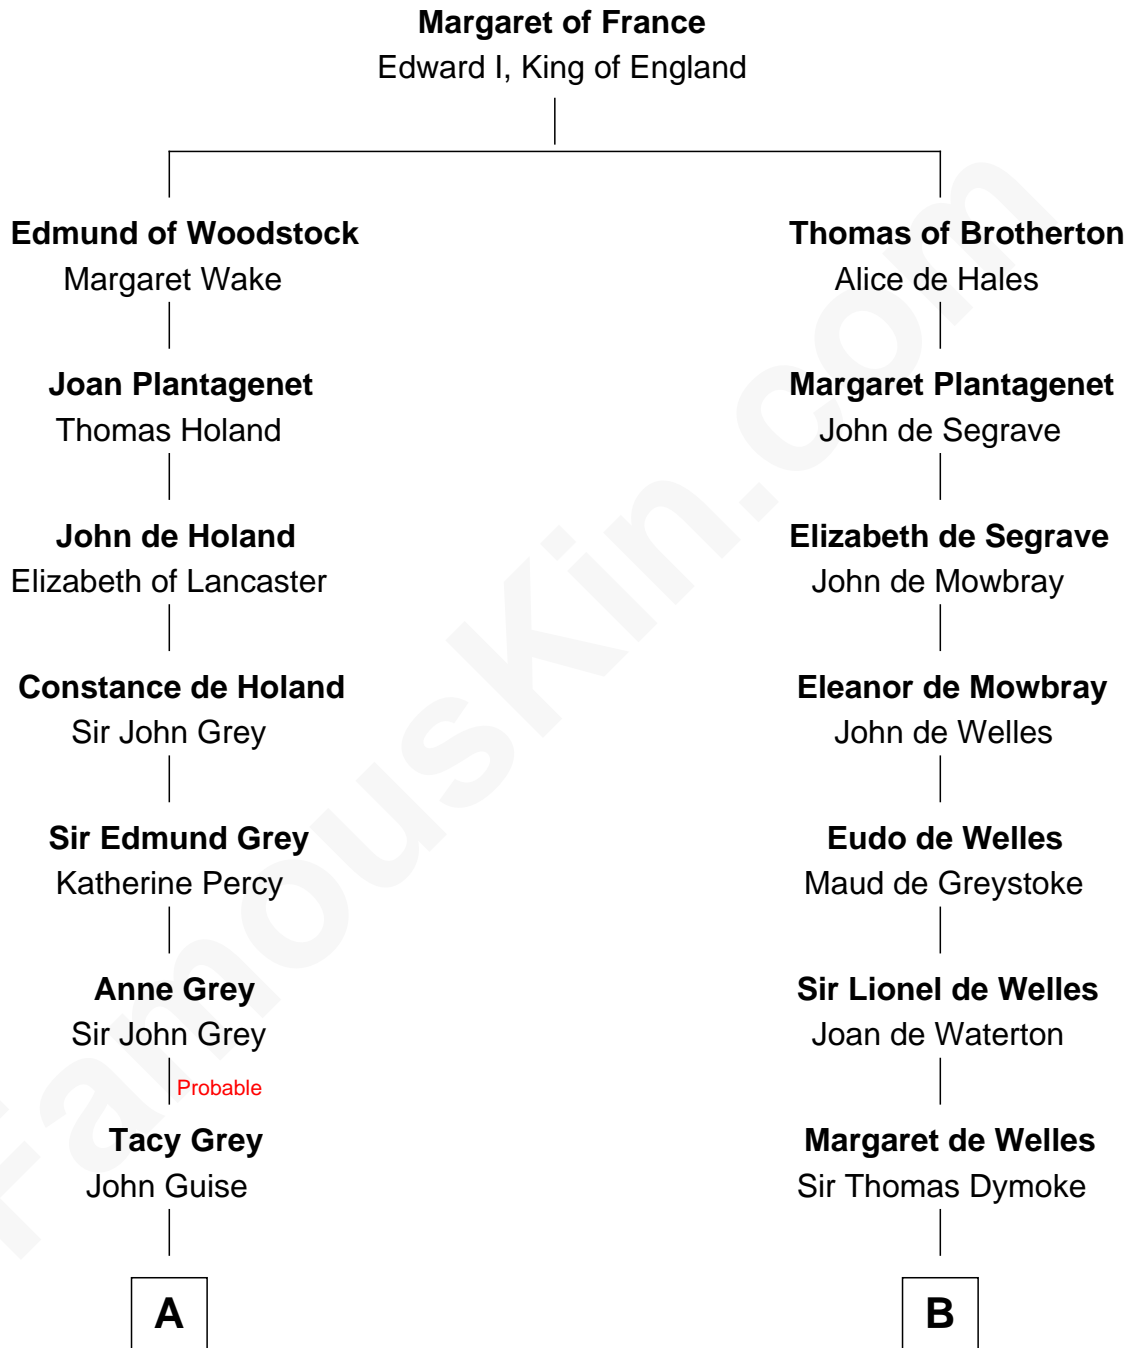 Margaret of France
Edward I, King of England
Edmund of Woodstock
Margaret Wake
Joan Plantagenet
Thomas Holand
John de Holand
Elizabeth of Lancaster
Constance de Holand
Sir John Grey
Sir Edmund Grey
Katherine Percy
Anne Grey
Sir John Grey
Probable
Tacy Grey
John Guise
A
Thomas of Brotherton
Alice de Hales
Margaret Plantagenet
John de Segrave
Elizabeth de Segrave
John de Mowbray
Eleanor de Mowbray
John de Welles
Eudo de Welles
Maud de Greystoke
Sir Lionel de Welles
Joan de Waterton
Margaret de Welles
Sir Thomas Dymoke
B
FamousKin.com